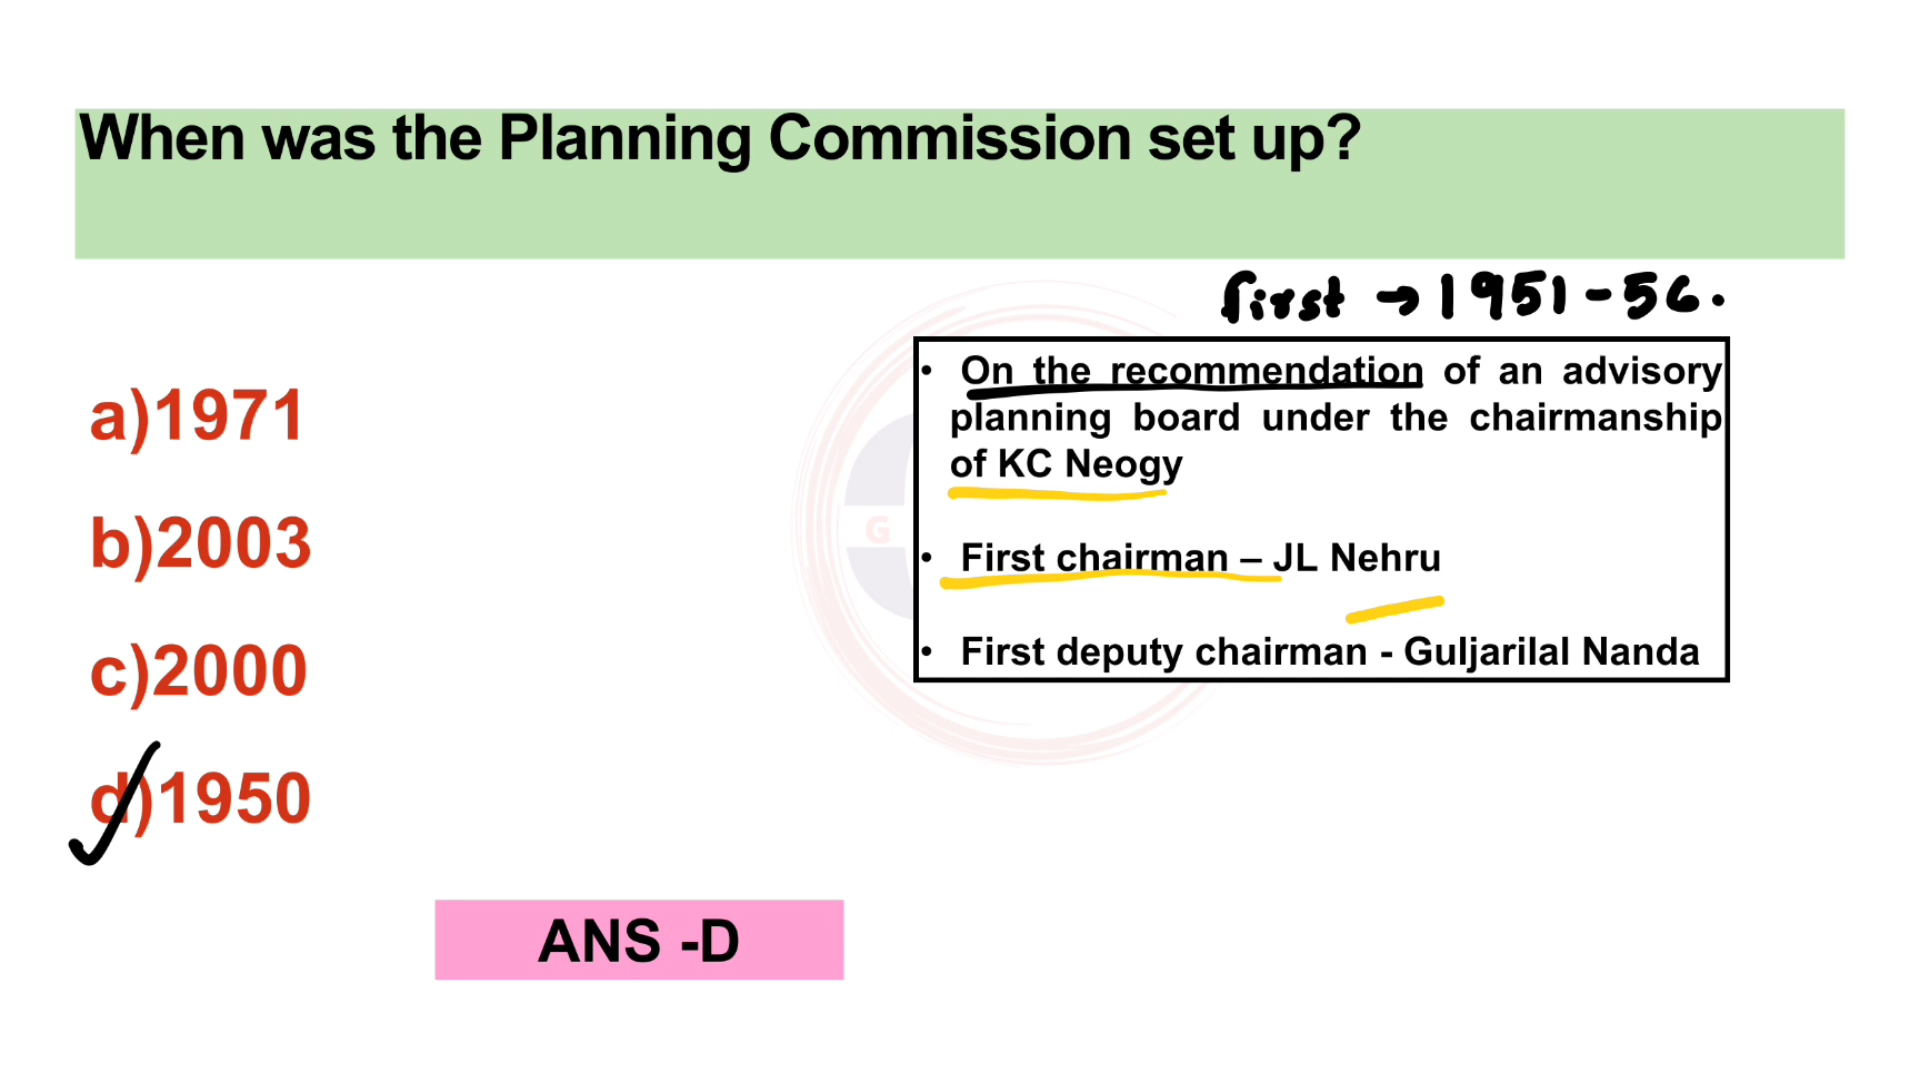 When was the Planning Commission set up?
first → 1951-56.
• On the recommendation of an advisory
planning board under the chairmanship
of KC Neogy
• First chairman – JL Nehru
• First deputy chairman - Guljarilal Nanda
a)1971
b)2003
c)2000
d)1950
G
ANS -D